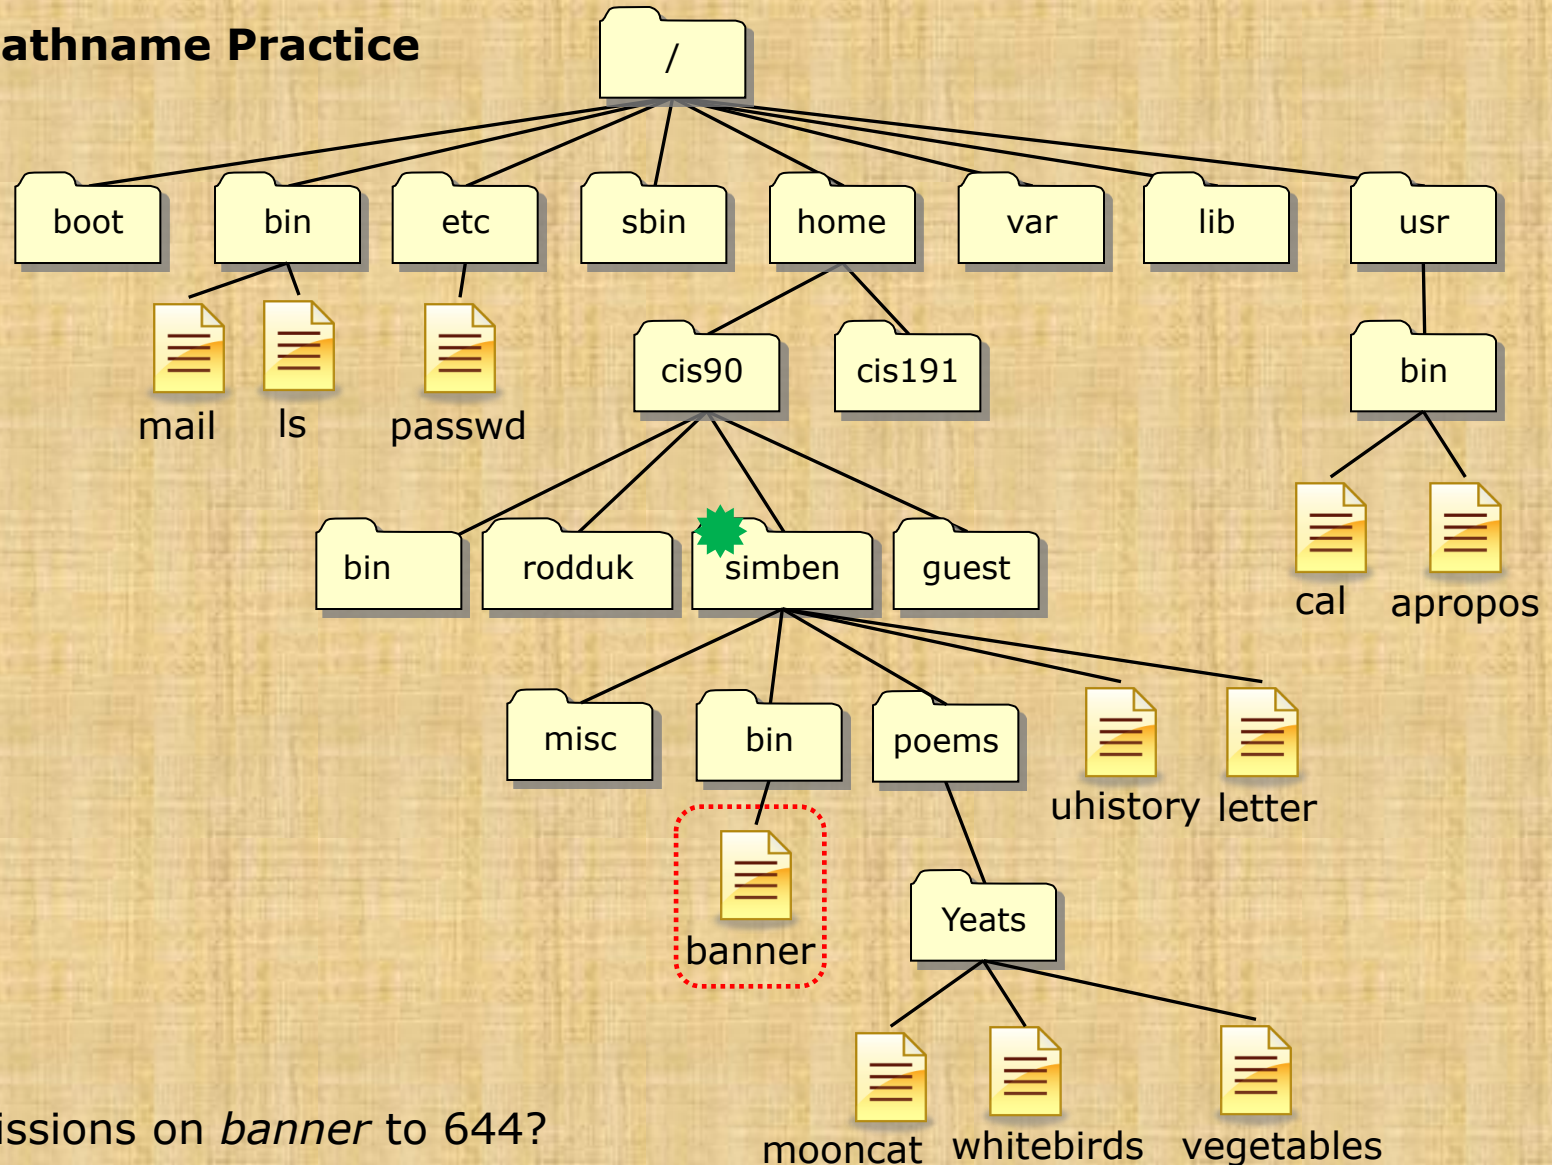 athname Practice
/
boot bin etc sbin home var lib usr
cis90 cis191 bin
mail ls passwd
bin rodduk simben guest
cal apropos
misc bin poems
uhistory letter
Yeats
banner
issions on banner to 644?
mooncat whitebirds vegetables